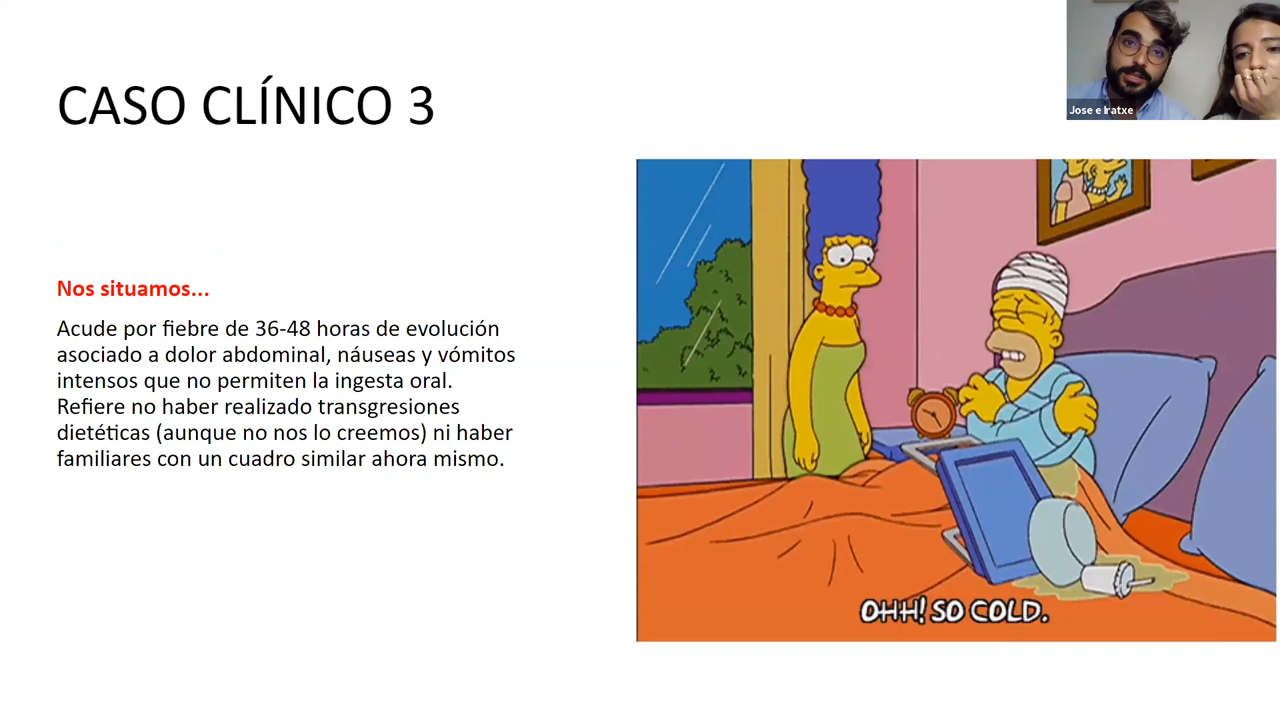 CASO CLÍNICO 3
Jose e Iratxe
Nos situamos...
Acude por fiebre de 36-48 horas de evolución
asociado a dolor abdominal, náuseas y vómitos
intensos que no permiten la ingesta oral.
Refiere no haber realizado transgresiones
dietéticas (aunque no nos lo creemos) ni haber
familiares con un cuadro similar ahora mismo.
OHH! SO COLD.